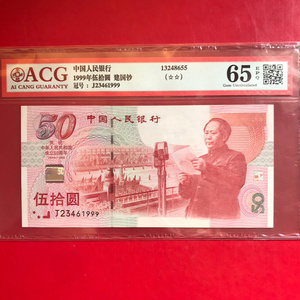 ACG
AI CANG GUARANTY
中国人民银行
1999年伍拾圆 建国钞
冠号：J23461999
13248655
(☆☆)
65
EPQ
Gem Uncirculated
50
中国人民银行
伍拾圆
J23461999
50